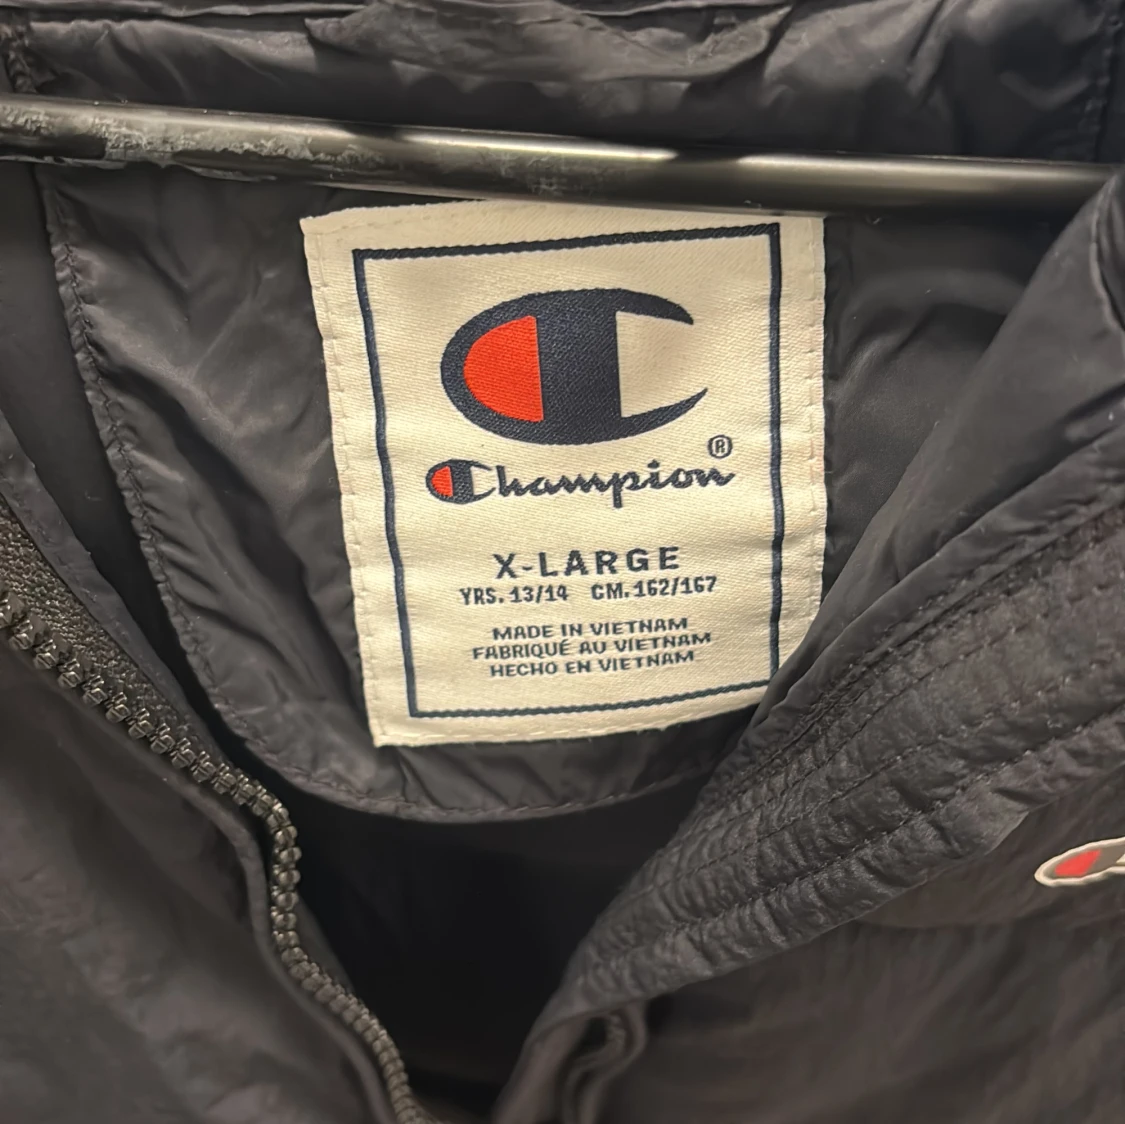 Champion®
X-LARGE
YRS. 13/14 CM. 162/167
MADE IN VIETNAM
FABRIQUÉ AU VIETNAM
HECHO EN VIETNAM